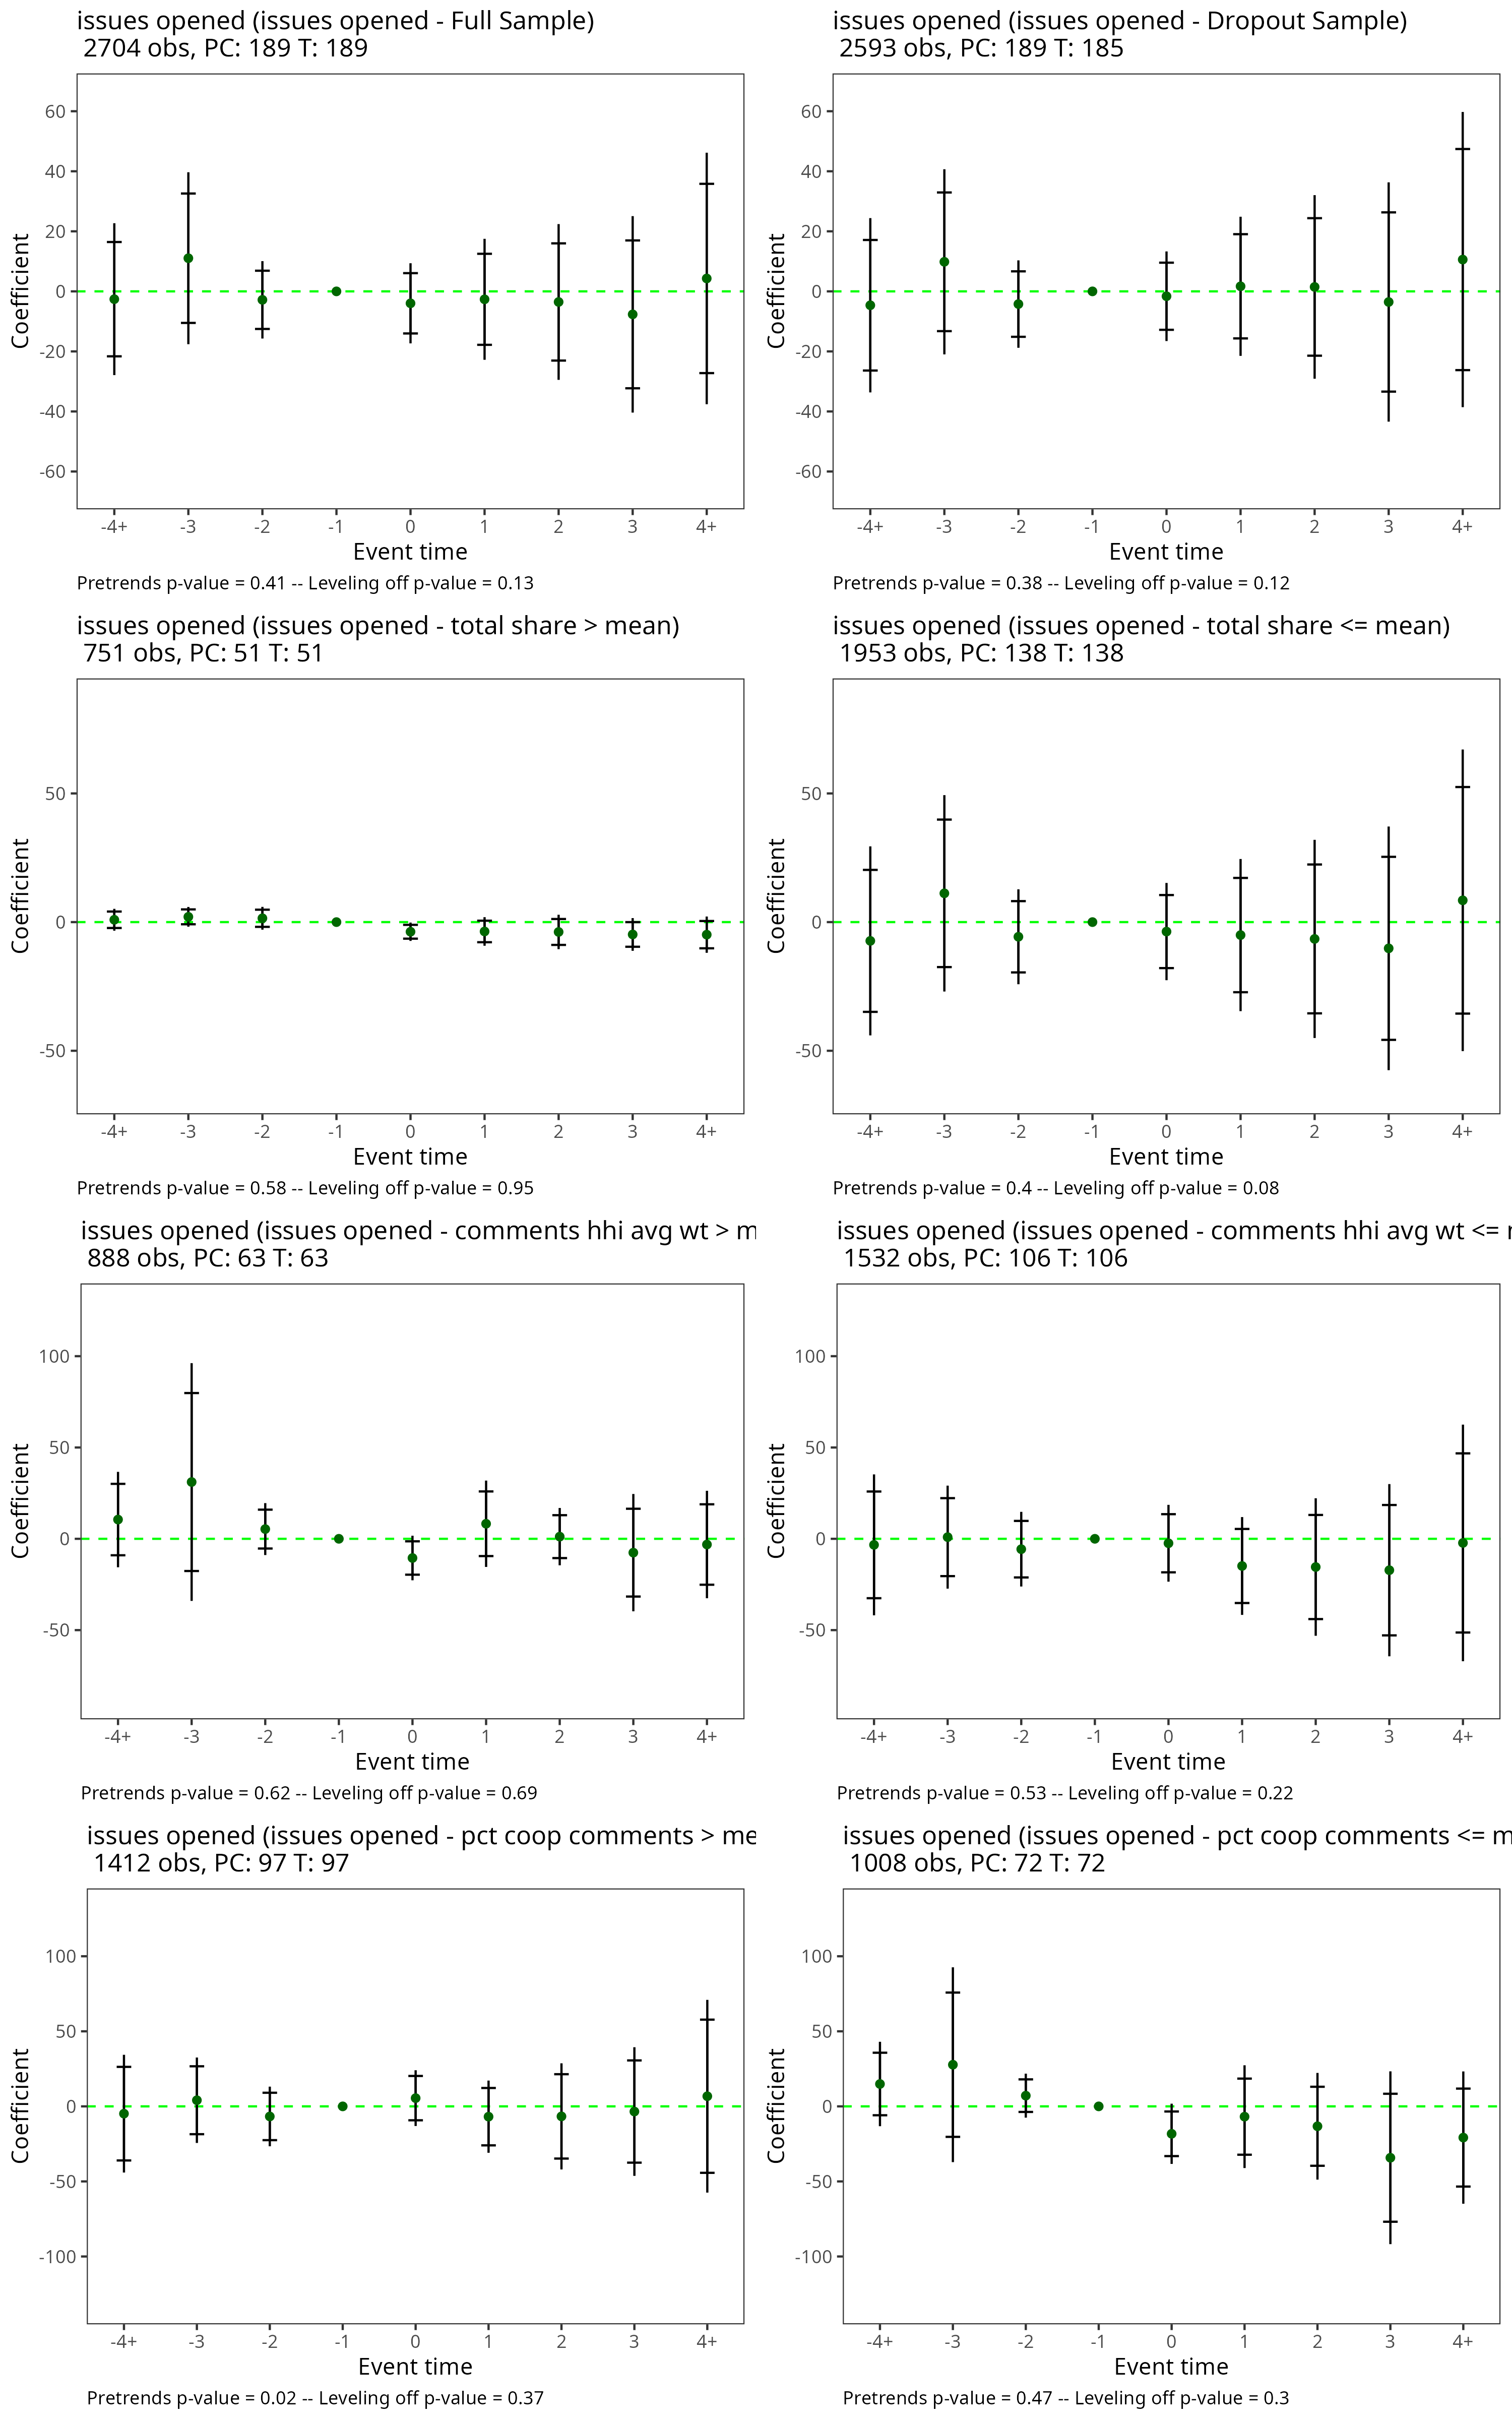 issues opened (issues opened - Full Sample)
2704 obs, PC: 189 T: 189
60
40
20
0
-20
-40
-60
Coefficient
-4+ -3 -2 -1 0 1 2 3 4+
Event time
Pretrends p-value = 0.41 -- Leveling off p-value = 0.13
issues opened (issues opened - Dropout Sample)
2593 obs, PC: 189 T: 185
60
40
20
0
-20
-40
-60
Coefficient
-4+ -3 -2 -1 0 1 2 3 4+
Event time
Pretrends p-value = 0.38 -- Leveling off p-value = 0.12
issues opened (issues opened - total share > mean)
751 obs, PC: 51 T: 51
50
0
-50
Coefficient
-4+ -3 -2 -1 0 1 2 3 4+
Event time
Pretrends p-value = 0.58 -- Leveling off p-value = 0.95
issues opened (issues opened - total share <= mean)
1953 obs, PC: 138 T: 138
50
0
-50
Coefficient
-4+ -3 -2 -1 0 1 2 3 4+
Event time
Pretrends p-value = 0.4 -- Leveling off p-value = 0.08
issues opened (issues opened - comments hhi avg wt > m
888 obs, PC: 63 T: 63
100
50
0
-50
Coefficient
-4+ -3 -2 -1 0 1 2 3 4+
Event time
Pretrends p-value = 0.62 -- Leveling off p-value = 0.69
issues opened (issues opened - comments hhi avg wt <=
1532 obs, PC: 106 T: 106
100
50
0
-50
Coefficient
-4+ -3 -2 -1 0 1 2 3 4+
Event time
Pretrends p-value = 0.53 -- Leveling off p-value = 0.22
issues opened (issues opened - pct coop comments > me
1412 obs, PC: 97 T: 97
100
50
0
-50
-100
Coefficient
-4+ -3 -2 -1 0 1 2 3 4+
Event time
Pretrends p-value = 0.02 -- Leveling off p-value = 0.37
issues opened (issues opened - pct coop comments <= m
1008 obs, PC: 72 T: 72
100
50
0
-50
-100
Coefficient
-4+ -3 -2 -1 0 1 2 3 4+
Event time
Pretrends p-value = 0.47 -- Leveling off p-value = 0.3